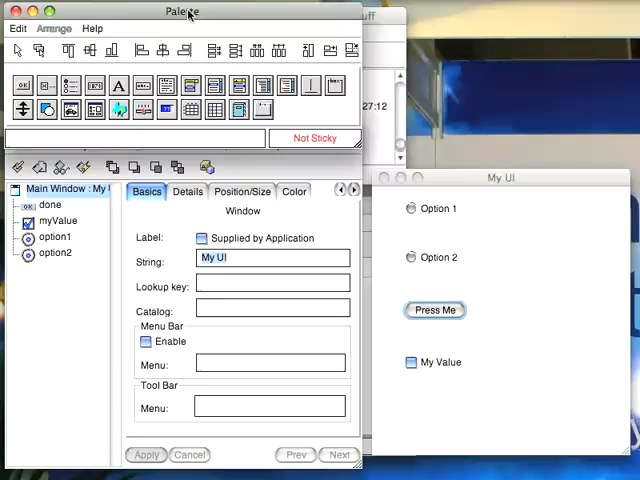 Palette
uff
Edit Arrange Help
27:12
Not Sticky
Main Window : My
done
myValue
option1
option2
Basics Details Position/Size Color
Window
Label: Supplied by Application
String: My UI
Lookup key:
Catalog:
Menu Bar
Enable
Menu:
Tool Bar
Menu:
Apply Cancel Prev Next
My UI
Option 1
Option 2
Press Me
My Value